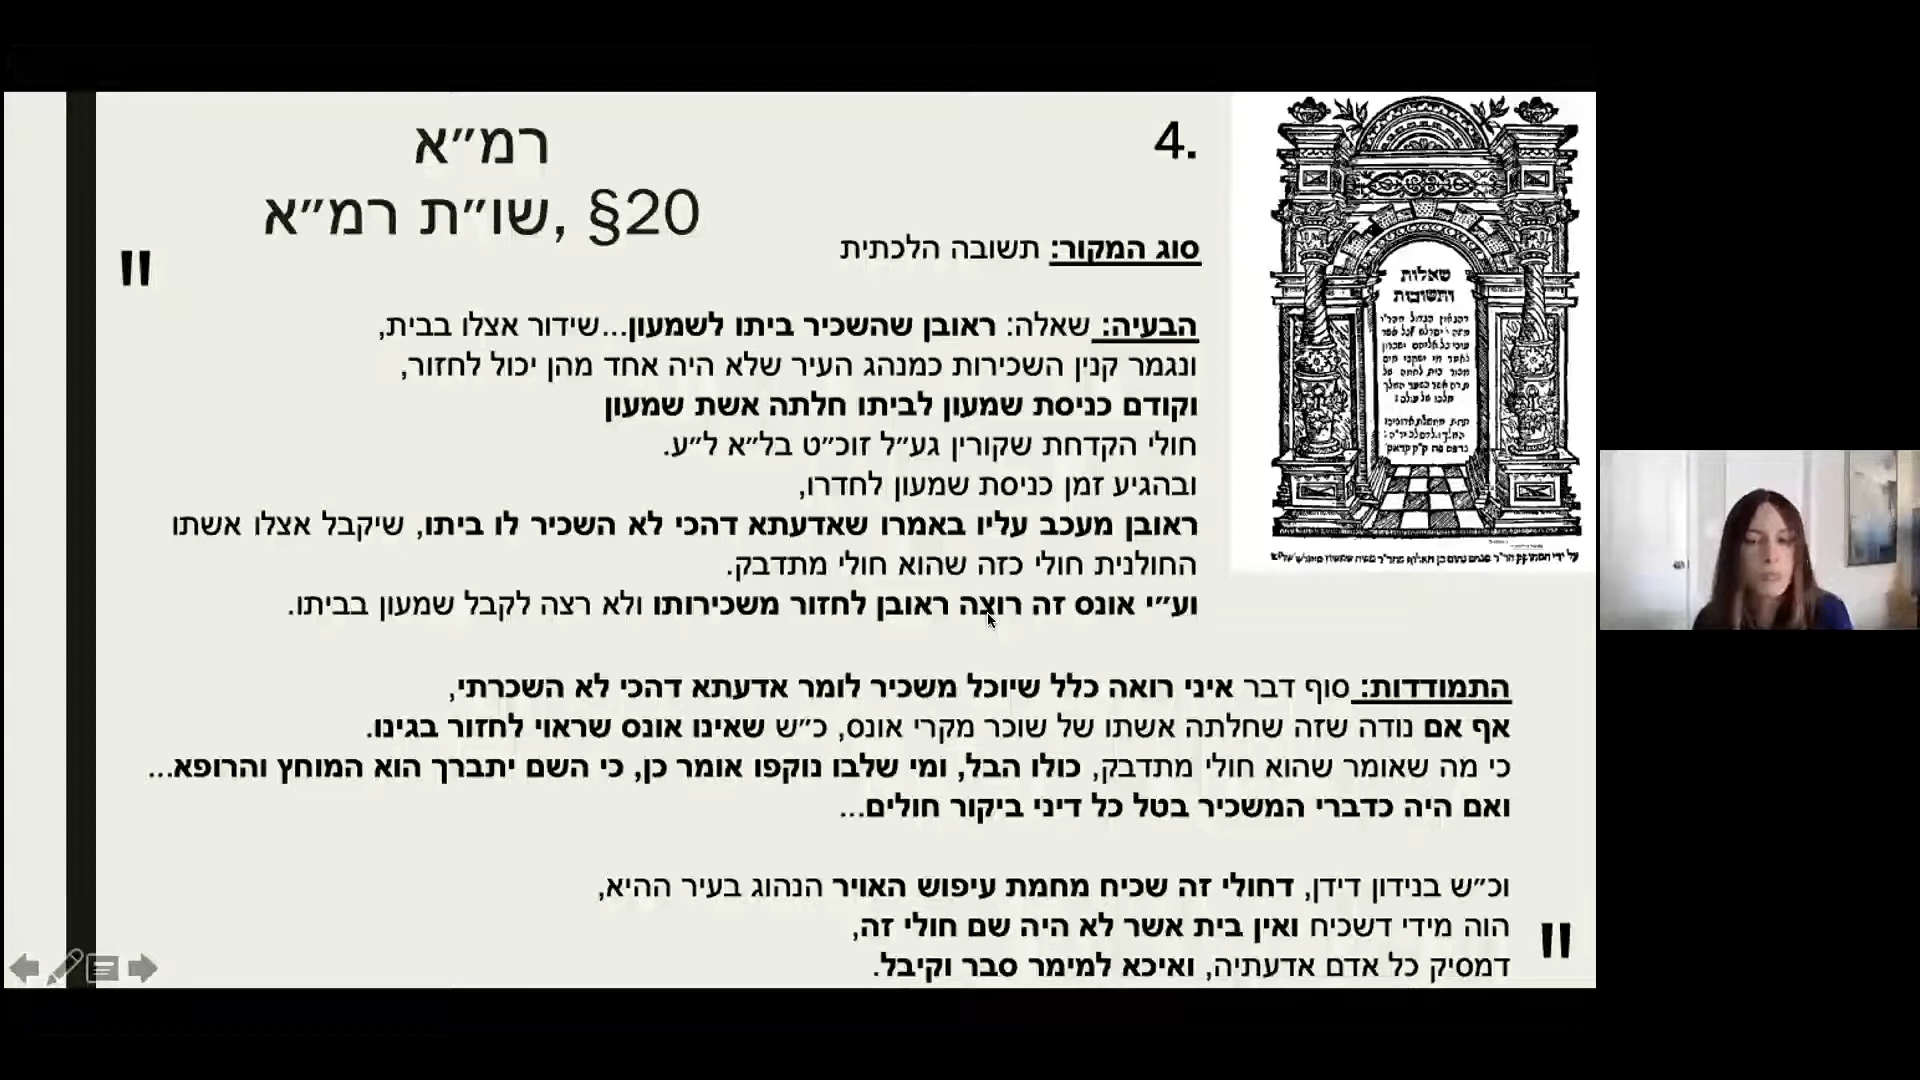 רמ״א
שו״ת רמ״א, §20
4.
"
סוג המקור: תשובה הלכתית
הבעיה: שאלה: ראובן שהשכיר ביתו לשמעון...שידור אצלו בבית,
ונגמר קנין השכירות כמנהג העיר שלא היה אחד מהן יכול לחזור,
וקודם כניסת שמעון לביתו חלתה אשת שמעון
חולי הקדחת שקורין גע״ל זוכ״ט בל״א ל״ע.
ובהגיע זמן כניסת שמעון לחדרו,
ראובן מעכב עליו באמרו שאדעתא דהכי לא השכיר לו ביתו, שיקבל אצלו אשתו
החולנית חולי כזה שהוא חולי מתדבק.
וע״י אונס זה רוצה ראובן לחזור משכירותו ולא רצה לקבל שמעון בביתו.
התמודדות: סוף דבר איני רואה כלל שיוכל משכיר לומר אדעתא דהכי לא השכרתי,
אף אם נודה שזה שחלתה אשתו של שוכר מקרי אונס, כ״ש שאינו אונס שראוי לחזור בגינו.
כי מה שאומר שהוא חולי מתדבק, כולו הבל, ומי שלבו נוקפו אומר כן, כי השם יתברך הוא המוחץ והרופא...
ואם היה כדברי המשכיר בטל כל דיני ביקור חולים...
וכ״ש בנידון דידן, דחולי זה שכיח מחמת עיפוש האויר הנהוג בעיר ההיא,
הוה מידי דשכיח ואין בית אשר לא היה שם חולי זה,
דמסיק כל אדם אדעתיה, ואיכא למימר סבר וקיבל.
"
שאלות
ותשובות